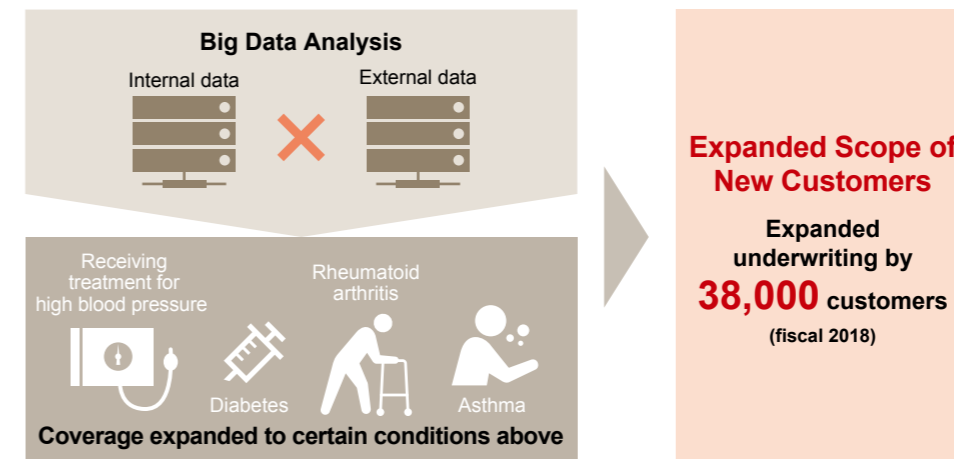 Big Data Analysis
Internal data
External data
Receiving
treatment for
high blood pressure
Rheumatoid
arthritis
Diabetes
Asthma
Coverage expanded to certain conditions above
Expanded Scope of
New Customers
Expanded
underwriting by
38,000 customers
(fiscal 2018)